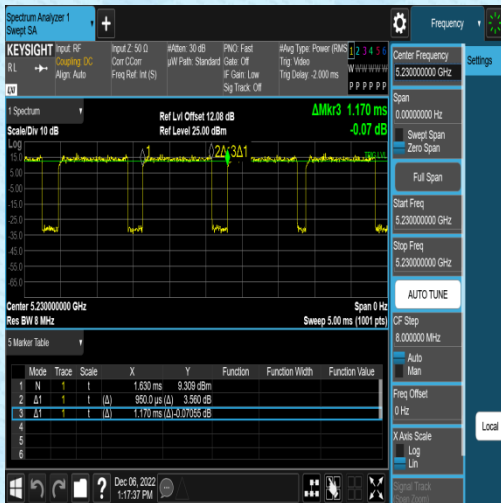 Spectrum Analyzer 1
Swept SA
Frequency
Settings
KEYSIGHT
RL
LXI
Input: RF
Coupling: DC
Align: Auto
Input Z: 50 Ω
Corr CCorr
Freq Ref: Int (S)
#Atten: 30 dB
µW Path: Standard
PNO: Fast
Gate: Off
IF Gain: Low
Sig Track: Off
#Avg Type: Power (RMS
Trig: Video
Trig Delay: -2.000 ms
1 2 3 4 5 6
W W W W W W
P P P P P P
1 Spectrum
Scale/Div 10 dB
Ref Lvl Offset 12.08 dB
Ref Level 25.00 dBm
ΔMkr3 1.170 ms
-0.07 dB
Log
15.0
5.00
-5.00
-15.0
-25.0
-35.0
-45.0
-55.0
-65.0
1
2Δ1
3Δ1
TRIG LVL
Center 5.230000000 GHz
Res BW 8 MHz
Span 0 Hz
Sweep 5.00 ms (1001 pts)
5 Marker Table
Mode Trace Scale X Y Function Function Width Function Value
1 N 1 t 1.630 ms 9.309 dBm
2 Δ1 1 t (Δ) 950.0 µs (Δ) 3.560 dB
3 Δ1 1 t (Δ) 1.170 ms (Δ) -0.07055 dB
4
5
6
Dec 06, 2022
1:17:37 PM
Center Frequency
5.230000000 GHz
Span
0.00000000 Hz
Swept Span
Zero Span
Full Span
Start Freq
5.230000000 GHz
Stop Freq
5.230000000 GHz
AUTO TUNE
CF Step
8.000000 MHz
Auto
Man
Freq Offset
0 Hz
X Axis Scale
Log
Lin
Signal Track
(Span Zoom)
Local